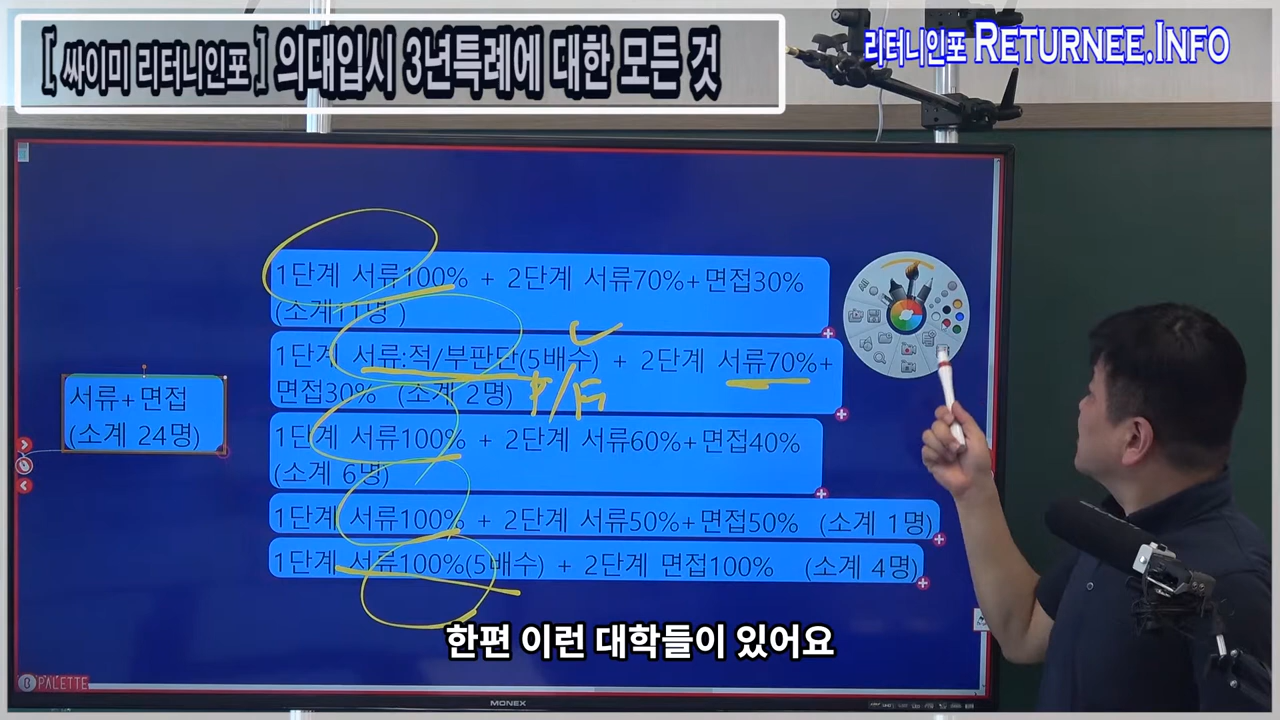 [ 싸이미 리터니인포 ] 의대입시 3년특례에 대한 모든 것
리터니인포 RETURNEE.INFO
서류+면접
(소계 24명)
1단계 서류100% + 2단계 서류70%+면접30%
(소계11명 )
1단계 서류:적/부판단(5배수) + 2단계 서류70%+
면접30% (소계 2명)
P/F
1단계 서류100% + 2단계 서류60%+면접40%
(소계 6명)
1단계 서류100% + 2단계 서류50%+면접50% (소계 1명)
1단계 서류100%(5배수) + 2단계 면접100% (소계 4명)
한편 이런 대학들이 있어요
PALETTE
MONEX